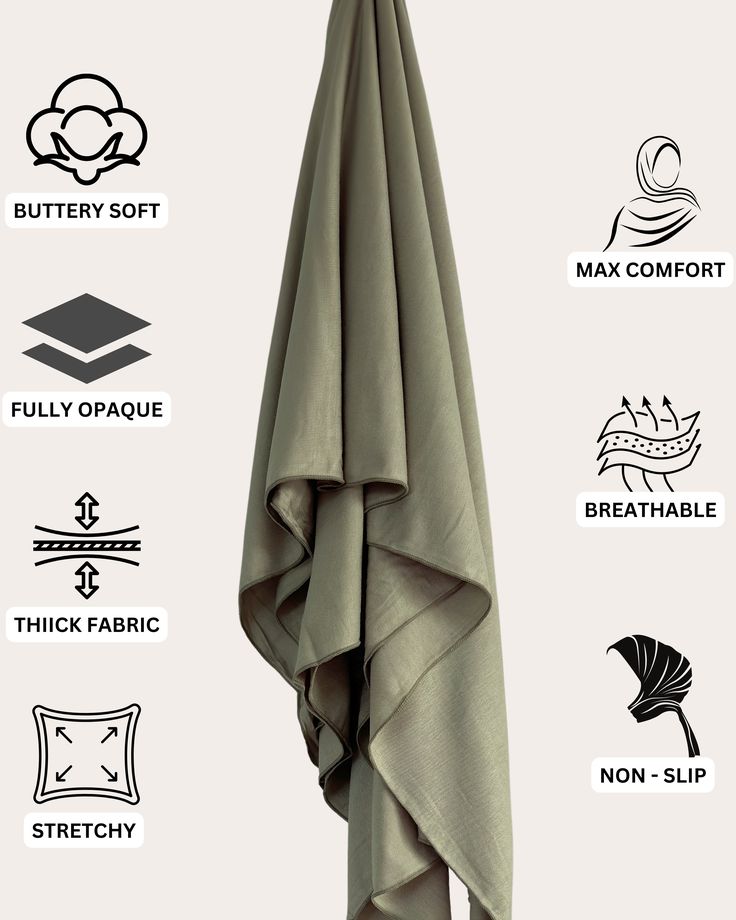 BUTTERY SOFT
FULLY OPAQUE
THIICK FABRIC
STRETCHY
MAX COMFORT
BREATHABLE
NON - SLIP